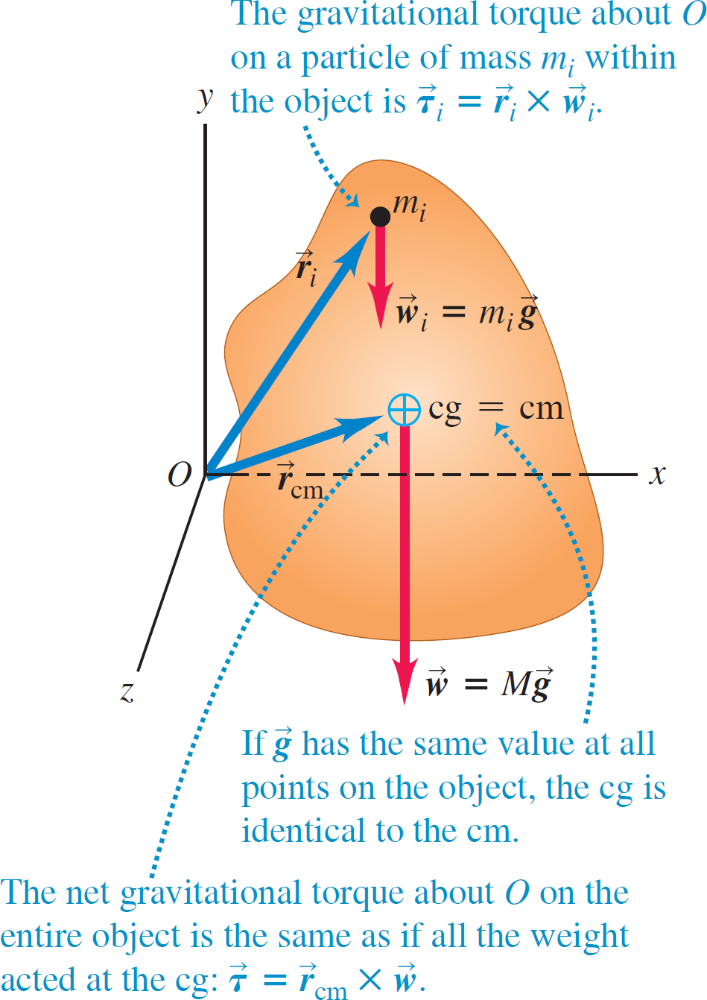 The gravitational torque about O
on a particle of mass mᵢ within
the object is τ⃗ᵢ = r⃗ᵢ × w⃗ᵢ.
y
mᵢ
r⃗ᵢ
w⃗ᵢ = mᵢg⃗
cg = cm
O
x
r⃗cm
z
w⃗ = Mg⃗
If g⃗ has the same value at all
points on the object, the cg is
identical to the cm.
The net gravitational torque about O on the
entire object is the same as if all the weight
acted at the cg: τ⃗ = r⃗cm × w⃗.